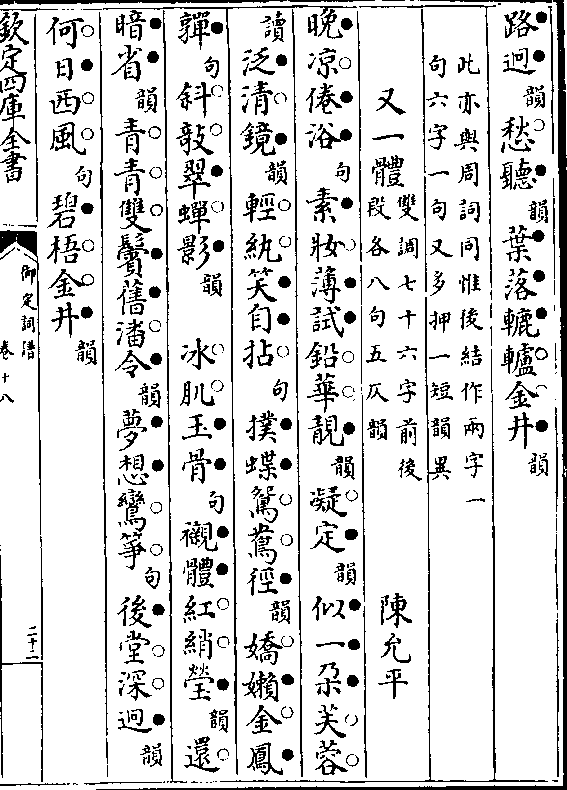 路迥韻愁聽韻葉落轆轤金井韻
此亦與周詞同惟後結作兩字一
句六字一句又多押一短韻異
又一體雙調七十六字前後
段各八句五仄韻 陳允平
晚凉倦浴句素妝薄試鉛華靚韻凝定韻似一朶芙蓉
讀泛清鏡韻輕紈笑自拈句撲蝶鴛鴦徑韻嬌嬾金鳳
嚲句斜敧翠蟬影韻 冰肌玉骨句襯體紅綃瑩韻還
暗省韻青青雙鬢舊潘令韻夢想鸞箏句後堂深迥韻
何日西風句碧梧金井韻
欽定四庫全書
御定詞譜
卷十八
二十二